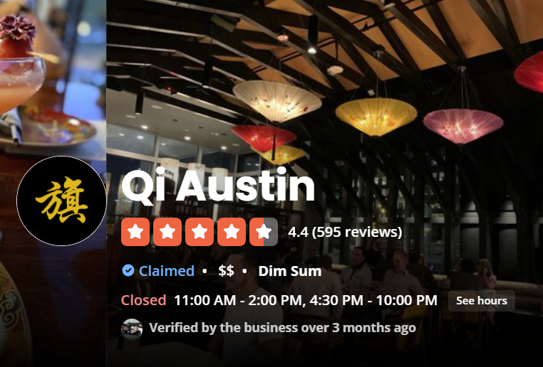 旗
Qi Austin
4.4 (595 reviews)
Claimed • $$ • Dim Sum
Closed 11:00 AM - 2:00 PM, 4:30 PM - 10:00 PM See hours
Verified by the business over 3 months ago